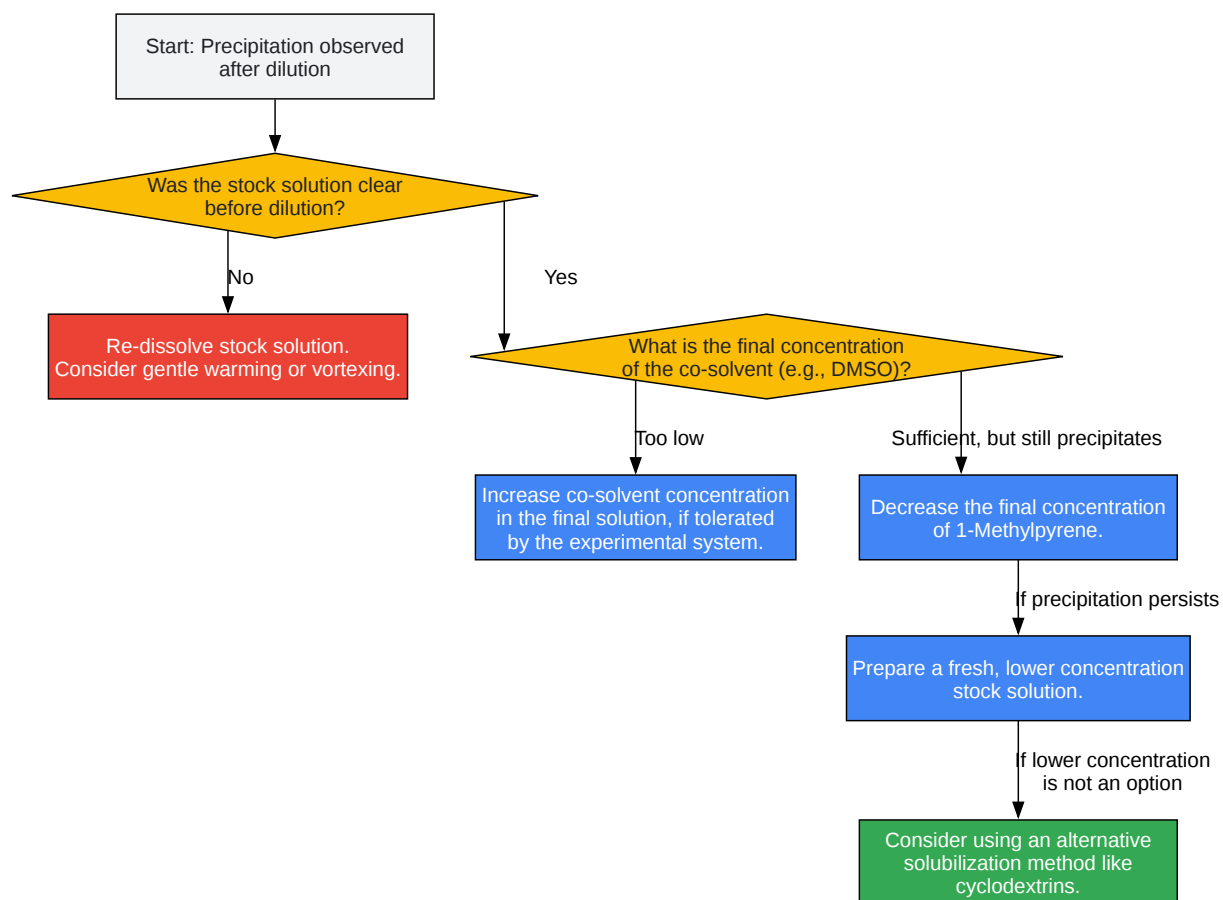 Start: Precipitation observed
after dilution
Was the stock solution clear
before dilution?
No
Yes
Re-dissolve stock solution.
Consider gentle warming or vortexing.
What is the final concentration
of the co-solvent (e.g., DMSO)?
Too low
Sufficient, but still precipitates
Increase co-solvent concentration
in the final solution, if tolerated
by the experimental system.
Decrease the final concentration
of 1-Methylpyrene.
If precipitation persists
Prepare a fresh, lower concentration
stock solution.
If lower concentration
is not an option
Consider using an alternative
solubilization method like
cyclodextrins.